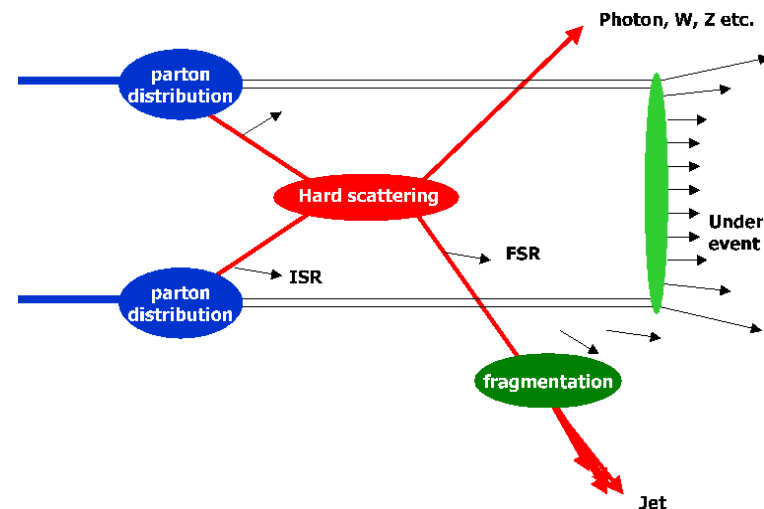 Photon, W, Z etc.
parton
distribution
Hard scattering
Under
event
FSR
ISR
parton
distribution
fragmentation
Jet